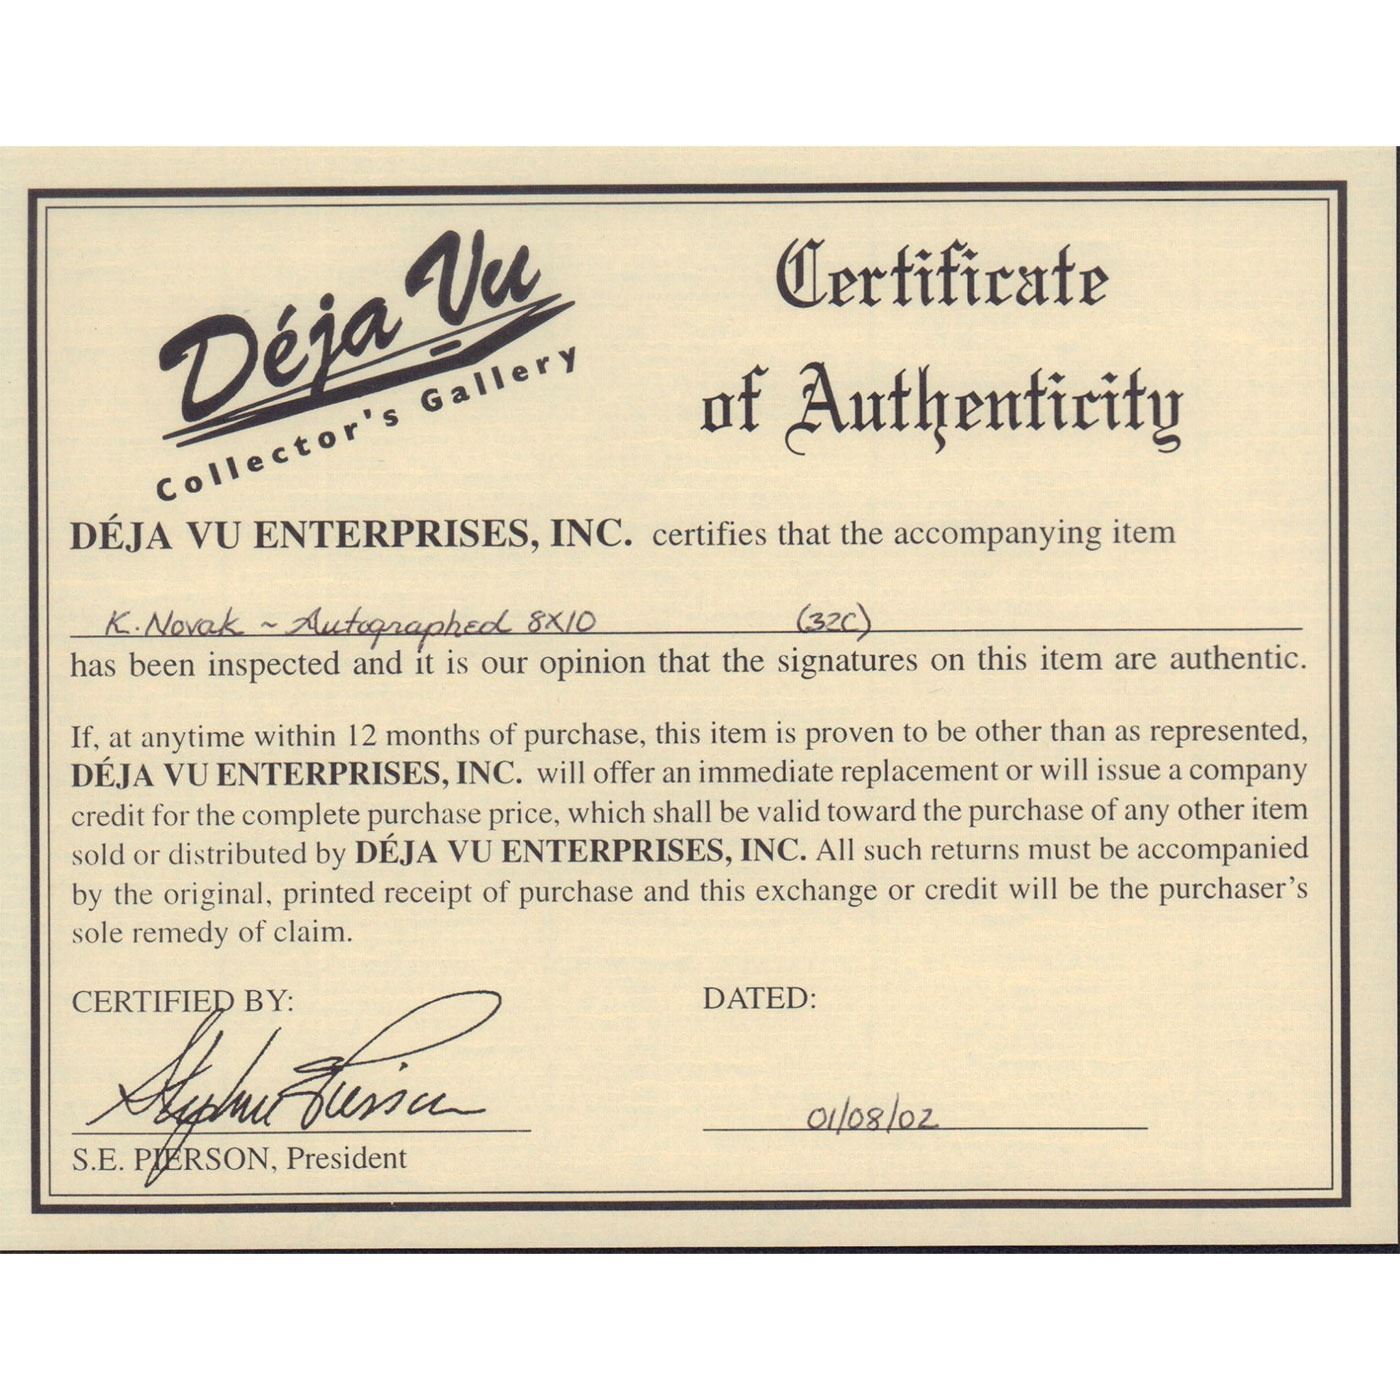 Déja Vu
Collector's Gallery
Certificate
of Authenticity
DÉJA VU ENTERPRISES, INC. certifies that the accompanying item
K. Novak ~ Autographed 8X10 (32C)
has been inspected and it is our opinion that the signatures on this item are authentic.
If, at anytime within 12 months of purchase, this item is proven to be other than as represented,
DÉJA VU ENTERPRISES, INC. will offer an immediate replacement or will issue a company
credit for the complete purchase price, which shall be valid toward the purchase of any other item
sold or distributed by DÉJA VU ENTERPRISES, INC. All such returns must be accompanied
by the original, printed receipt of purchase and this exchange or credit will be the purchaser's
sole remedy of claim.
CERTIFIED BY:
Stephen Pierson
S.E. PIERSON, President
DATED:
01/08/02